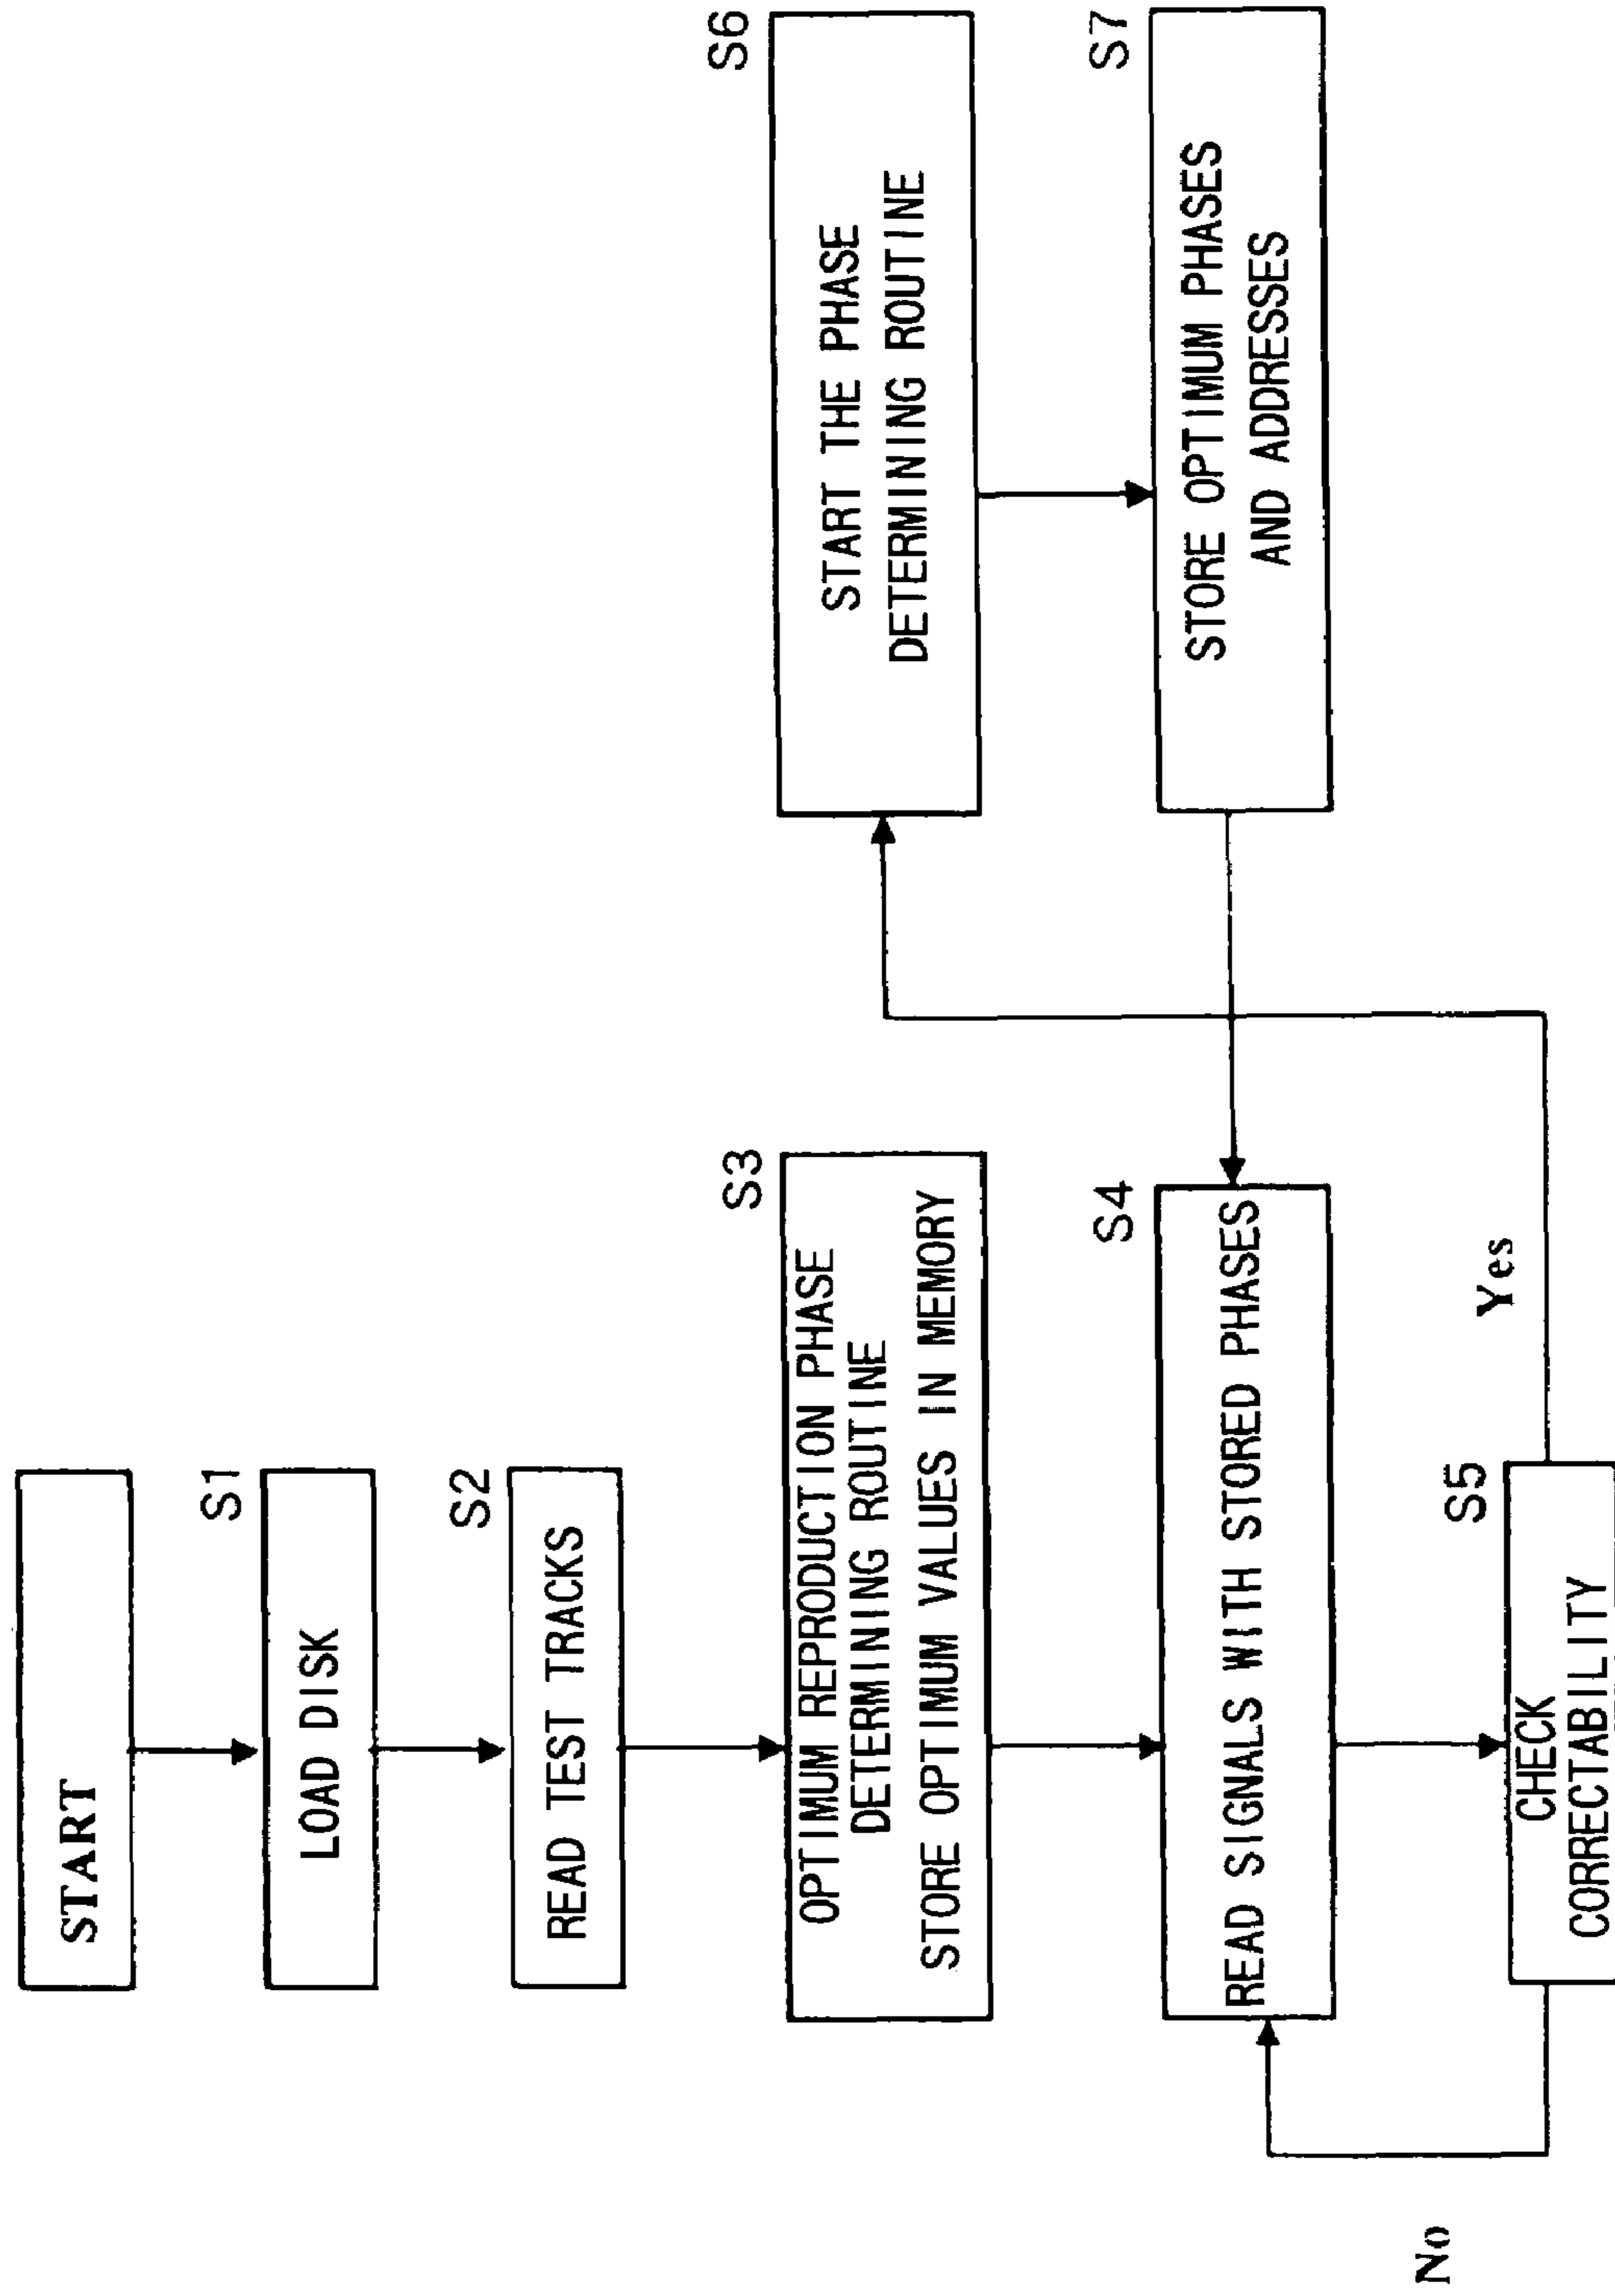 START
S1
LOAD DISK
S2
READ TEST TRACKS
S3
OPTIMUM REPRODUCTION PHASE
DETERMINING ROUTINE
STORE OPTIMUM VALUES IN MEMORY
S4
READ SIGNALS WITH STORED PHASES
S5
CHECK
CORRECTABILITY
No
Yes
S6
START THE PHASE
DETERMINING ROUTINE
S7
STORE OPTIMUM PHASES
AND ADDRESSES